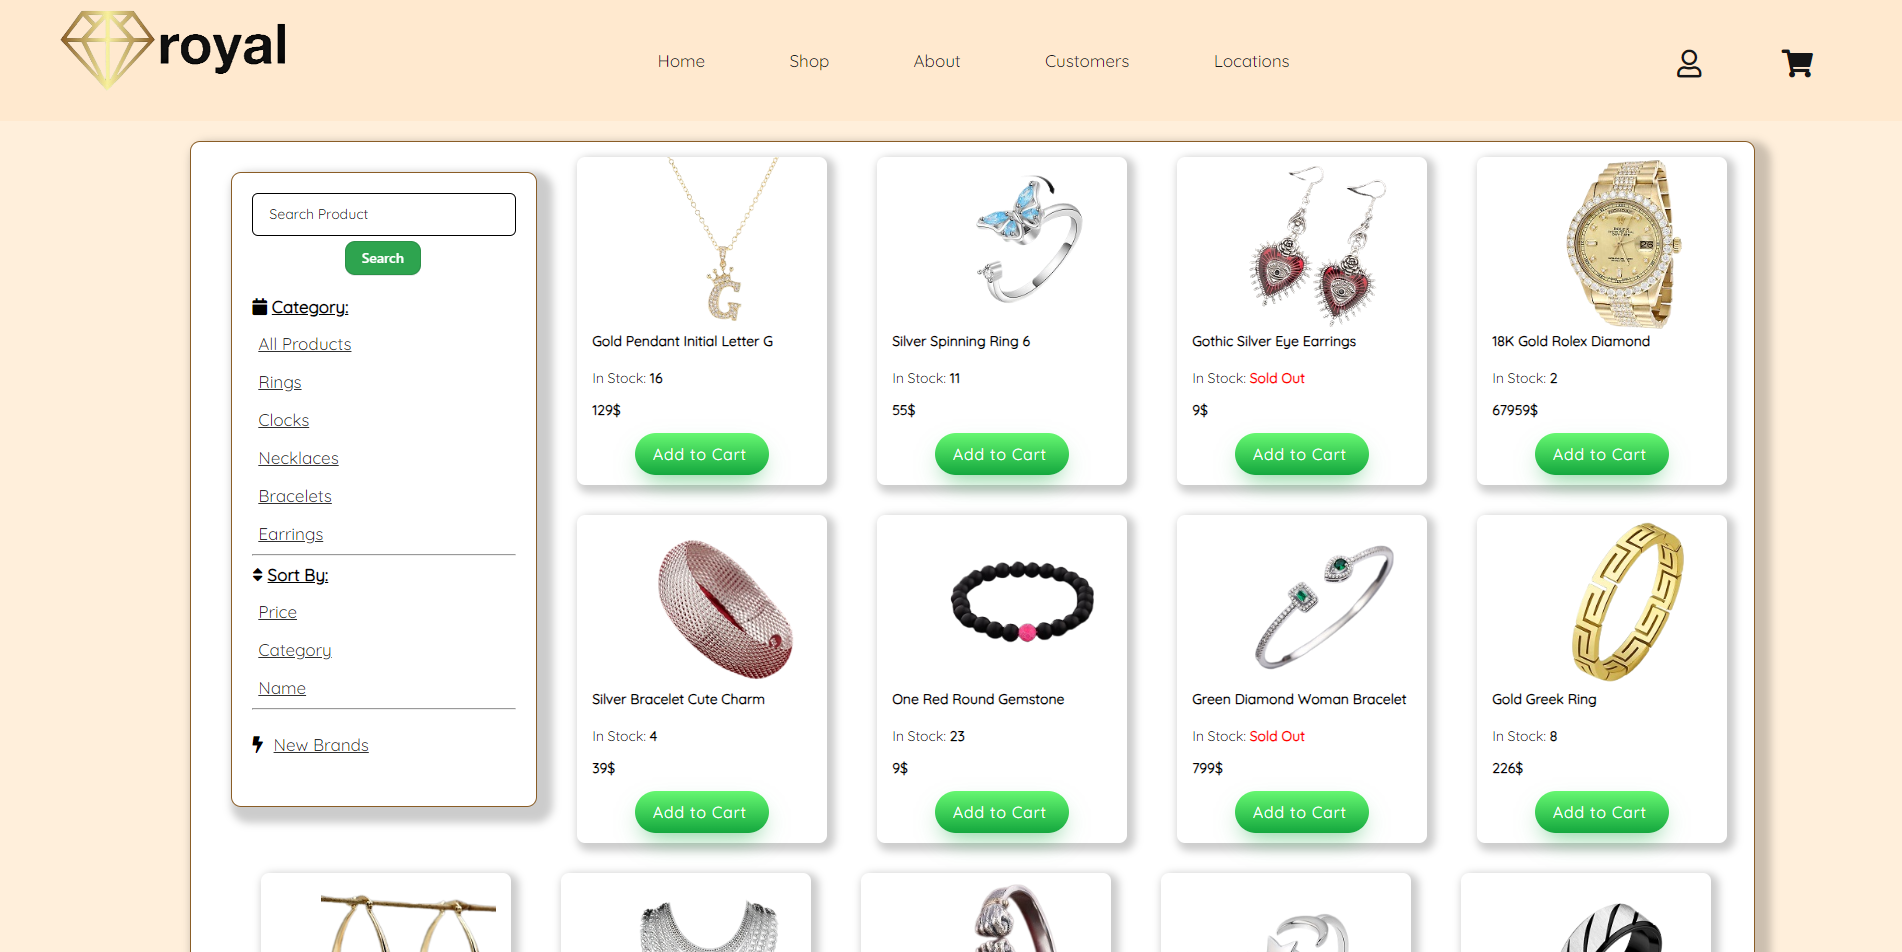 royal
Home Shop About Customers Locations
Search Product
Search
Category:
All Products
Rings
Clocks
Necklaces
Bracelets
Earrings
Sort By:
Price
Category
Name
New Brands
Gold Pendant Initial Letter G
In Stock: 16
129$
Add to Cart
Silver Spinning Ring 6
In Stock: 11
55$
Add to Cart
Gothic Silver Eye Earrings
In Stock: Sold Out
9$
Add to Cart
18K Gold Rolex Diamond
In Stock: 2
67959$
Add to Cart
Silver Bracelet Cute Charm
In Stock: 4
39$
Add to Cart
One Red Round Gemstone
In Stock: 23
9$
Add to Cart
Green Diamond Woman Bracelet
In Stock: Sold Out
799$
Add to Cart
Gold Greek Ring
In Stock: 8
226$
Add to Cart